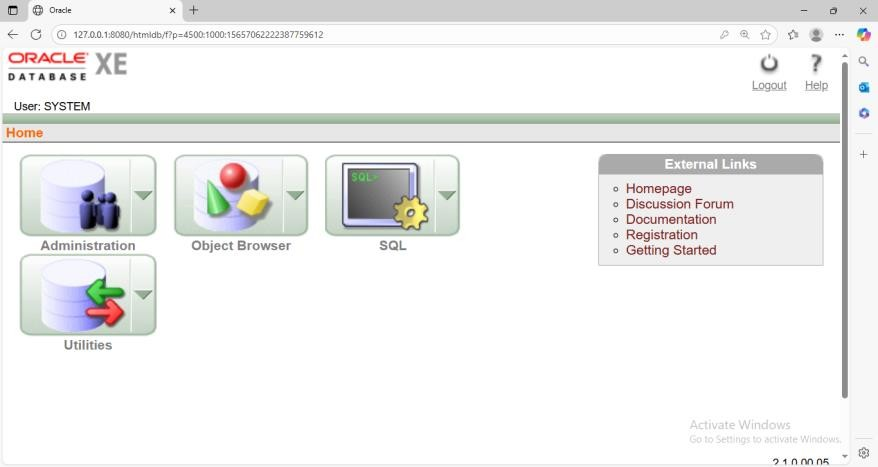 Oracle
127.0.0.1:8080/htmldb/f?p=4500:1000:15657062222387759612
ORACLE
DATABASE XE
Logout Help
User: SYSTEM
Home
External Links
Homepage
Discussion Forum
Documentation
Registration
Getting Started
SQL>
Administration Object Browser SQL
Utilities
Activate Windows
Go to Settings to activate Windows.
2.1.0.00.05